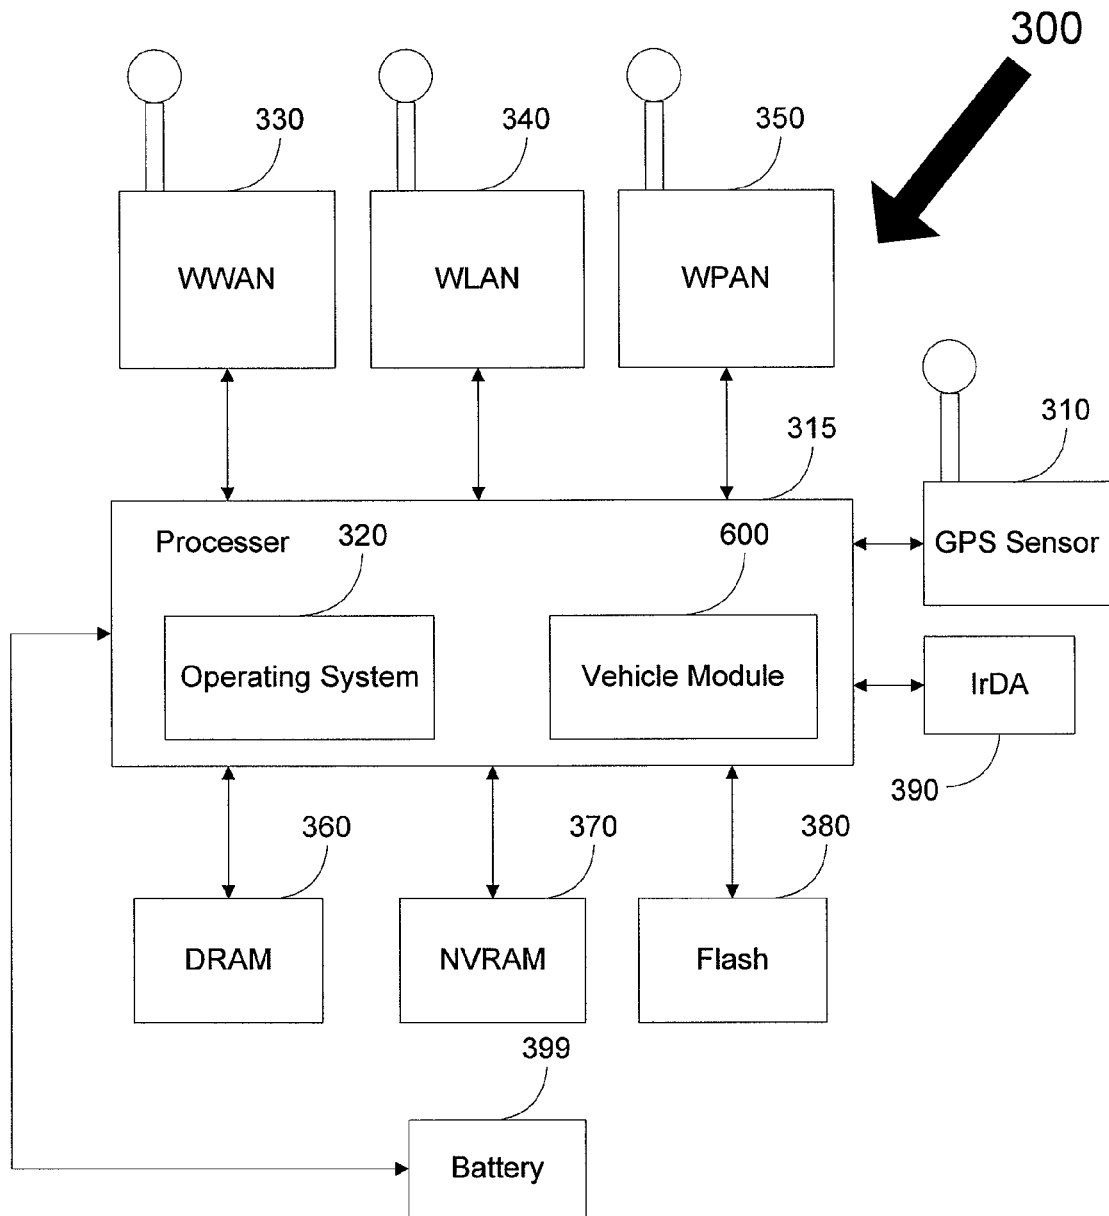 300
330
340
350
WWAN
WLAN
WPAN
310
315
Processer
320
600
GPS Sensor
Operating System
Vehicle Module
IrDA
390
360
370
380
DRAM
NVRAM
Flash
399
Battery